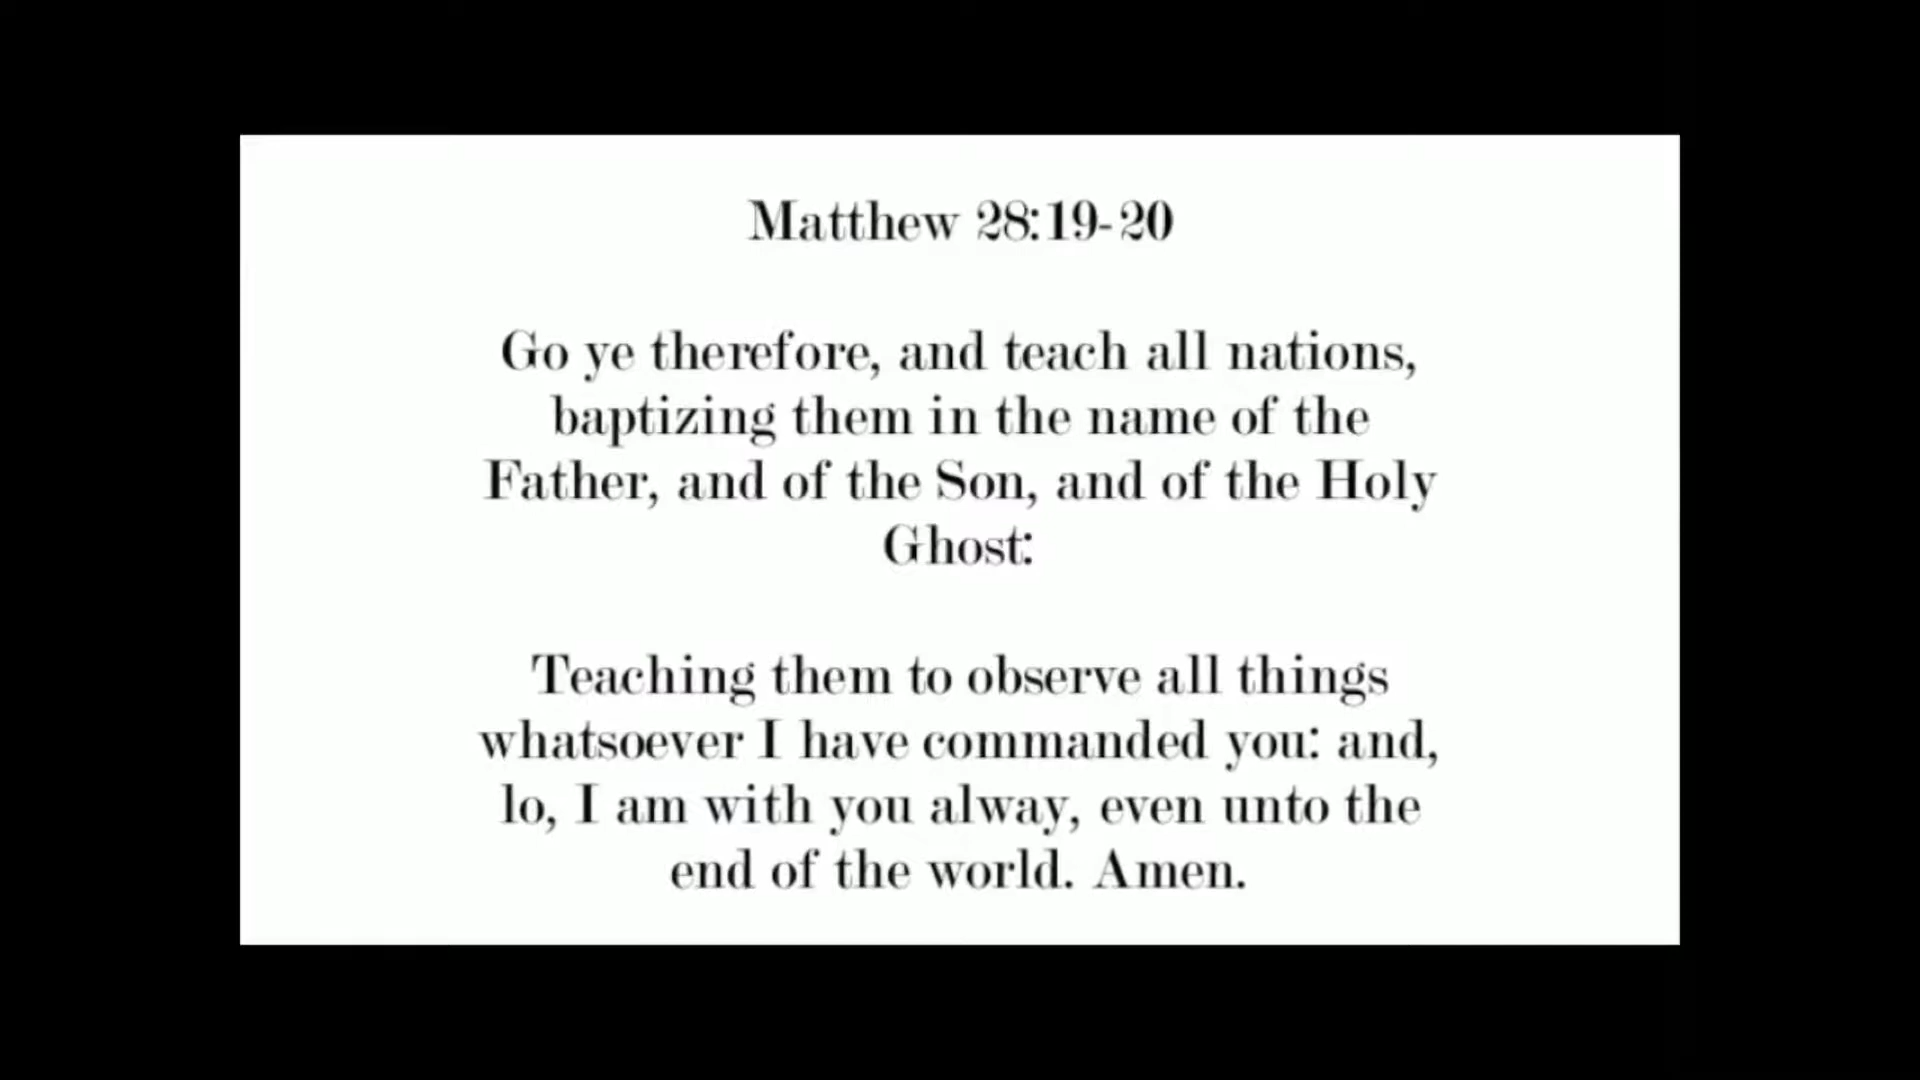 Matthew 28:19-20
Go ye therefore, and teach all nations,
baptizing them in the name of the
Father, and of the Son, and of the Holy
Ghost:
Teaching them to observe all things
whatsoever I have commanded you: and,
lo, I am with you alway, even unto the
end of the world. Amen.